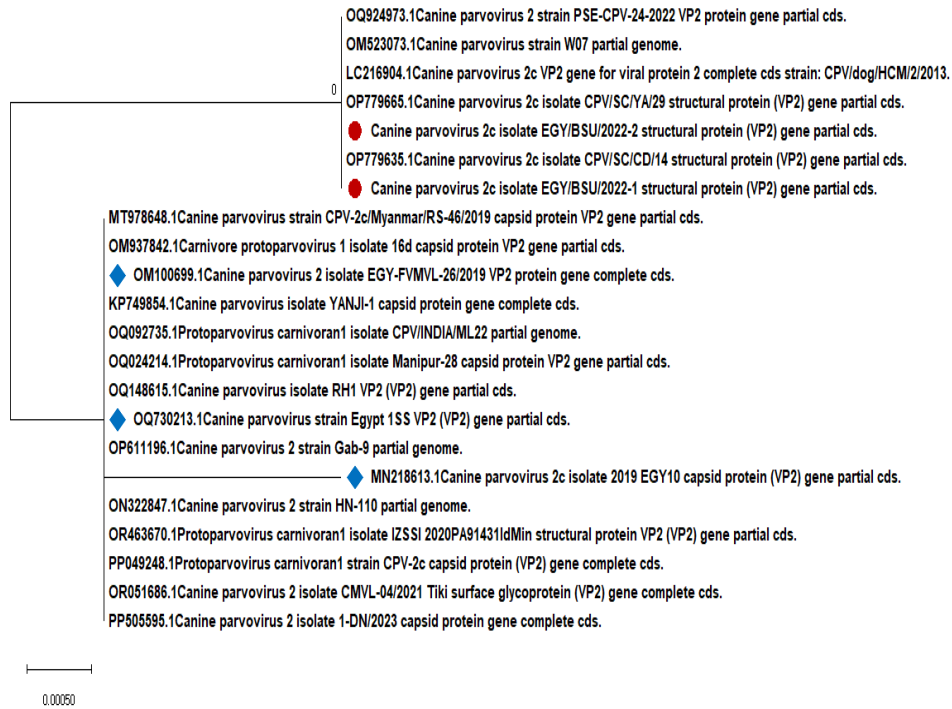 OQ924973.1Canine parvovirus 2 strain PSE-CPV-24-2022 VP2 protein gene partial cds.
OM523073.1Canine parvovirus strain W07 partial genome.
LC216904.1Canine parvovirus 2c VP2 gene for viral protein 2 complete cds strain: CPV/dog/HCM/2/2013.
0
OP779665.1Canine parvovirus 2c isolate CPV/SC/YA/29 structural protein (VP2) gene partial cds.
Canine parvovirus 2c isolate EGY/BSU/2022-2 structural protein (VP2) gene partial cds.
OP779635.1Canine parvovirus 2c isolate CPV/SC/CD/14 structural protein (VP2) gene partial cds.
Canine parvovirus 2c isolate EGY/BSU/2022-1 structural protein (VP2) gene partial cds.
MT978648.1Canine parvovirus strain CPV-2c/Myanmar/RS-46/2019 capsid protein VP2 gene partial cds.
OM937842.1Carnivore protoparvovirus 1 isolate 16d capsid protein VP2 gene partial cds.
OM100699.1Canine parvovirus 2 isolate EGY-FVMVL-26/2019 VP2 protein gene complete cds.
KP749854.1Canine parvovirus isolate YANJI-1 capsid protein gene complete cds.
OQ092735.1Protoparvovirus carnivoran1 isolate CPV/INDIA/ML22 partial genome.
OQ024214.1Protoparvovirus carnivoran1 isolate Manipur-28 capsid protein VP2 gene partial cds.
OQ148615.1Canine parvovirus isolate RH1 VP2 (VP2) gene partial cds.
OQ730213.1Canine parvovirus strain Egypt 1SS VP2 (VP2) gene partial cds.
OP611196.1Canine parvovirus 2 strain Gab-9 partial genome.
MN218613.1Canine parvovirus 2c isolate 2019 EGY10 capsid protein (VP2) gene partial cds.
ON322847.1Canine parvovirus 2 strain HN-110 partial genome.
OR463670.1Protoparvovirus carnivoran1 isolate IZSSI 2020PA91431IdMin structural protein VP2 (VP2) gene partial cds.
PP049248.1Protoparvovirus carnivoran1 strain CPV-2c capsid protein (VP2) gene complete cds.
OR051686.1Canine parvovirus 2 isolate CMVL-04/2021 Tiki surface glycoprotein (VP2) gene complete cds.
PP505595.1Canine parvovirus 2 isolate 1-DN/2023 capsid protein gene complete cds.
0.00050